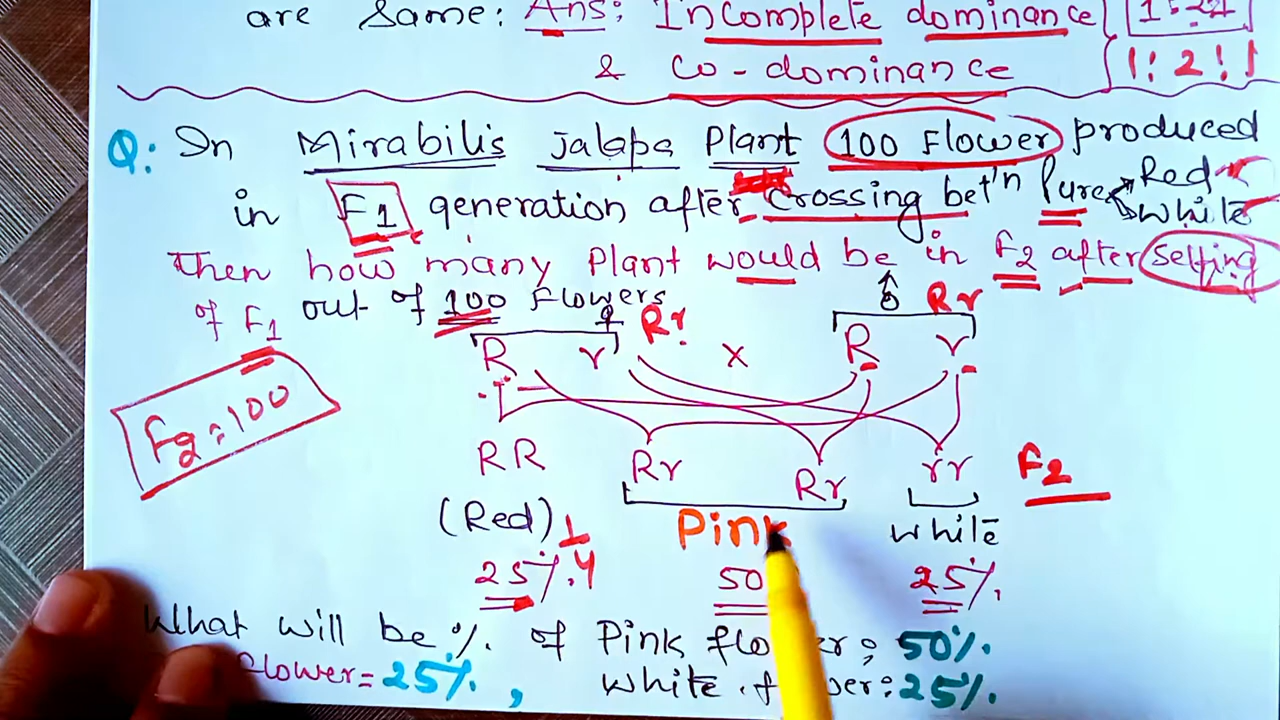 are Same: Ans: Incomplete dominance
& Co-dominance 1:2:1
Q: In Mirabilis Jalapa Plant 100 Flower produced
in F1 generation after crossing bet'n Pure Red
White
Then how many Plant would be in F2 after Selfing
of F1 out of 100 Flowers
♀ Rr ♂ Rr
R r x R r
F2=100
RR Rr Rr rr F2
(Red) Pink White
25% 1/4 50 25%
What will be % of Pink flower: 50%
flower=25%, White flower: 25%